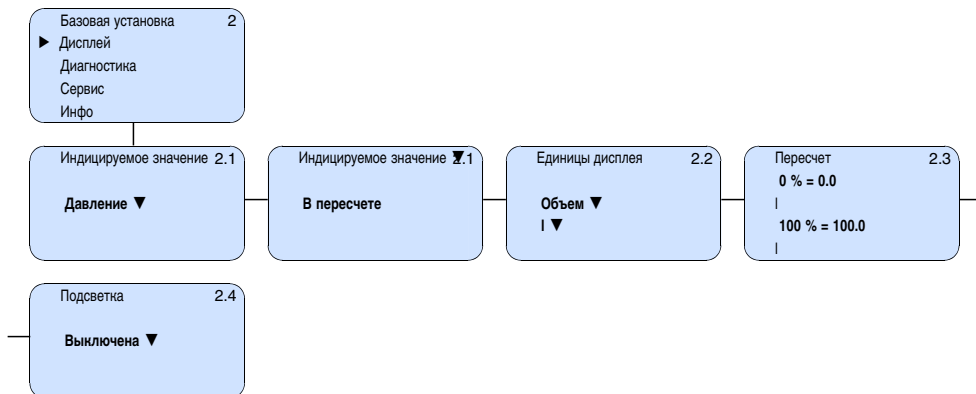 Базовая установка 2
▶ Дисплей
Диагностика
Сервис
Инфо
Индицируемое значение 2.1
Давление ▼
Индицируемое значение ▼2.1
В пересчете
Единицы дисплея 2.2
Объем ▼
l ▼
Пересчет 2.3
0 % = 0.0
l
100 % = 100.0
l
Подсветка 2.4
Выключена ▼